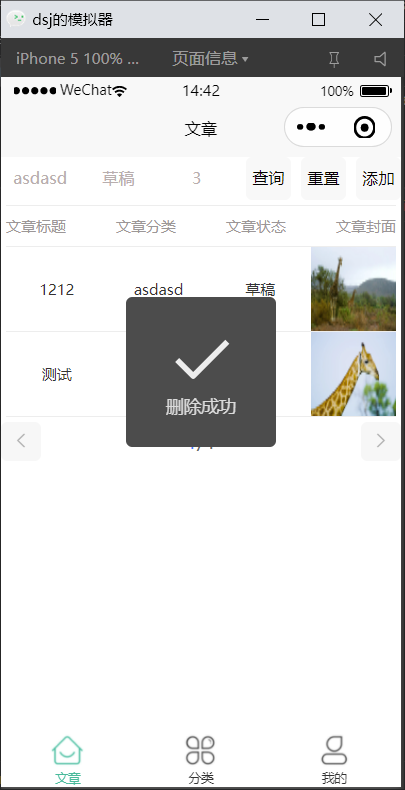 dsj的模拟器
iPhone 5 100% ... 页面信息
WeChat 14:42 100%
文章
asdasd 草稿 3 查询 重置 添加
文章标题 文章分类 文章状态 文章封面
1212 asdasd 草稿
测试
删除成功
文章 分类 我的